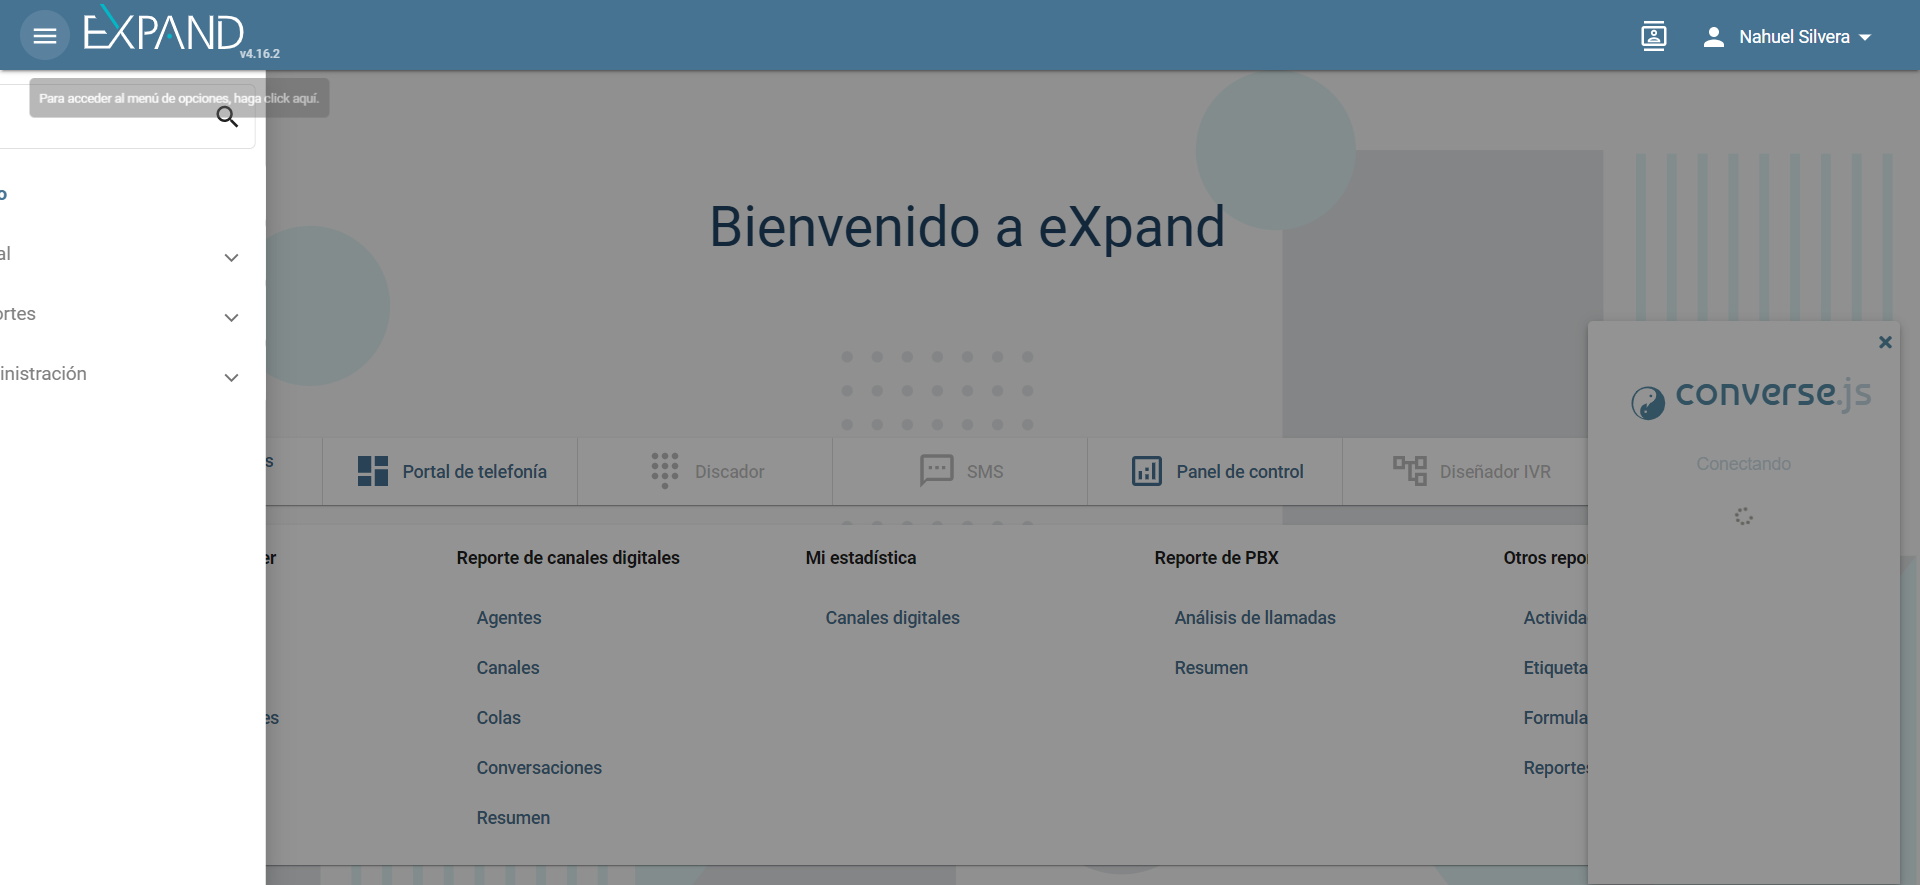 EXPAND
v4.16.2
Nahuel Silvera
Para acceder al menú de opciones, haga click aquí.
o
al
ortes
inistración
Bienvenido a eXpand
s
Portal de telefonía
Discador
SMS
Panel de control
Diseñador IVR
er
es
Reporte de canales digitales
Agentes
Canales
Colas
Conversaciones
Resumen
Mi estadística
Canales digitales
Reporte de PBX
Análisis de llamadas
Resumen
Otros repo
Activida
Etiqueta
Formula
Reportes
converse.js
Conectando